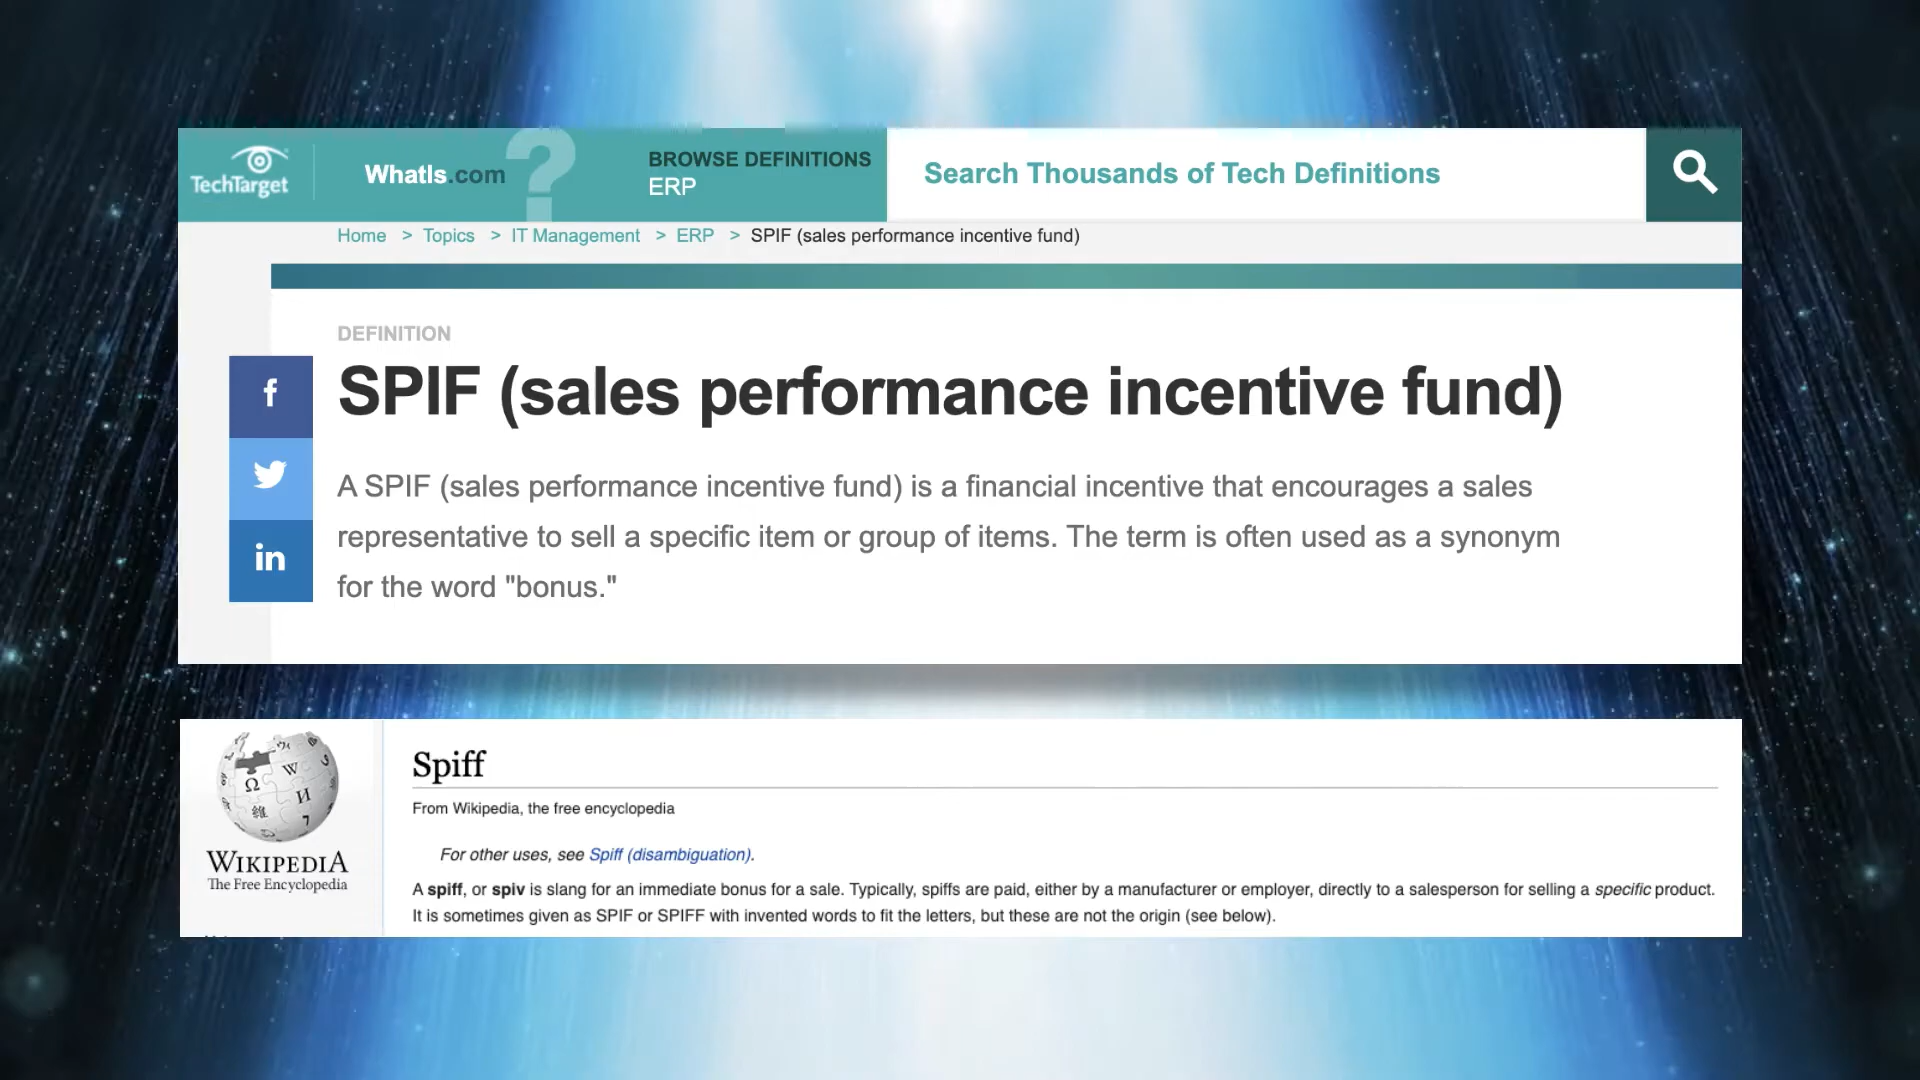 TechTarget
WhatIs.com
?
BROWSE DEFINITIONS
ERP
Search Thousands of Tech Definitions
Home > Topics > IT Management > ERP > SPIF (sales performance incentive fund)
DEFINITION
SPIF (sales performance incentive fund)
f
in
A SPIF (sales performance incentive fund) is a financial incentive that encourages a sales
representative to sell a specific item or group of items. The term is often used as a synonym
for the word "bonus."
Ω W И 維 7
WIKIPEDIA
The Free Encyclopedia
Spiff
From Wikipedia, the free encyclopedia
For other uses, see Spiff (disambiguation).
A spiff, or spiv is slang for an immediate bonus for a sale. Typically, spiffs are paid, either by a manufacturer or employer, directly to a salesperson for selling a specific product.
It is sometimes given as SPIF or SPIFF with invented words to fit the letters, but these are not the origin (see below).